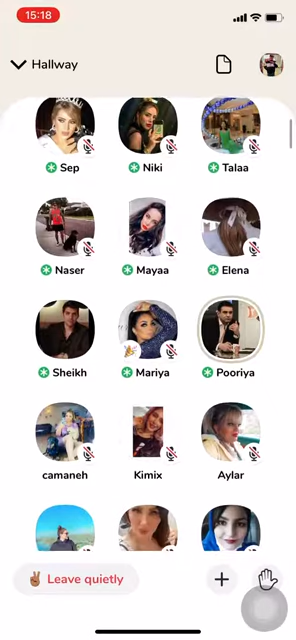 15:18
Hallway
Sep Niki Talaa
Naser Mayaa Elena
Sheikh Mariya Pooriya
camaneh Kimix Aylar
✌🏽 Leave quietly